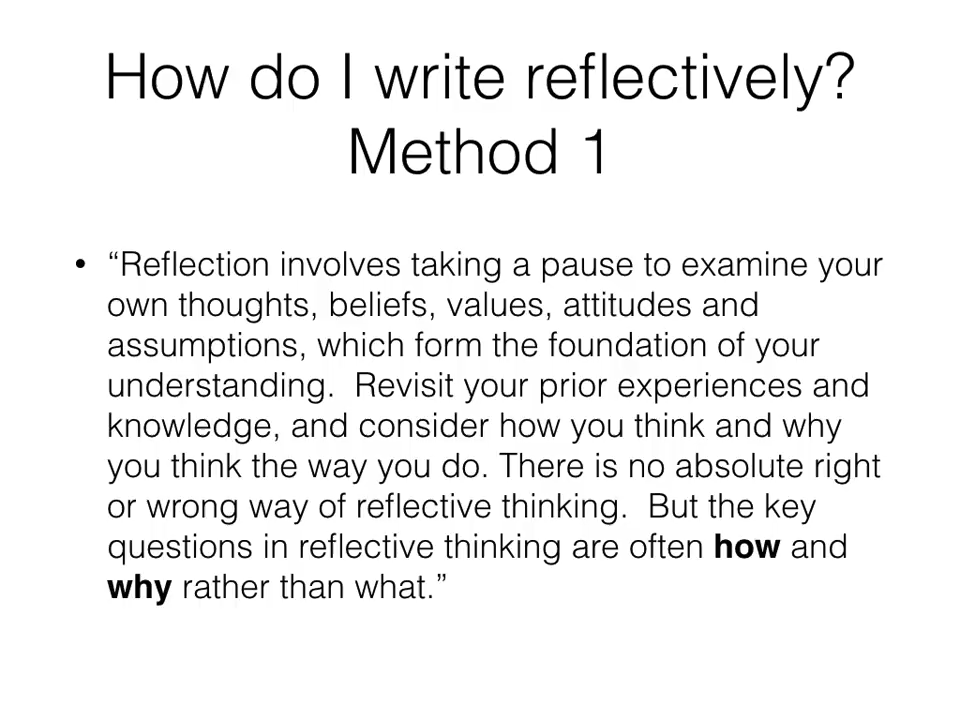 How do I write reflectively?
Method 1
• “Reflection involves taking a pause to examine your
own thoughts, beliefs, values, attitudes and
assumptions, which form the foundation of your
understanding.  Revisit your prior experiences and
knowledge, and consider how you think and why
you think the way you do. There is no absolute right
or wrong way of reflective thinking.  But the key
questions in reflective thinking are often how and
why rather than what.”